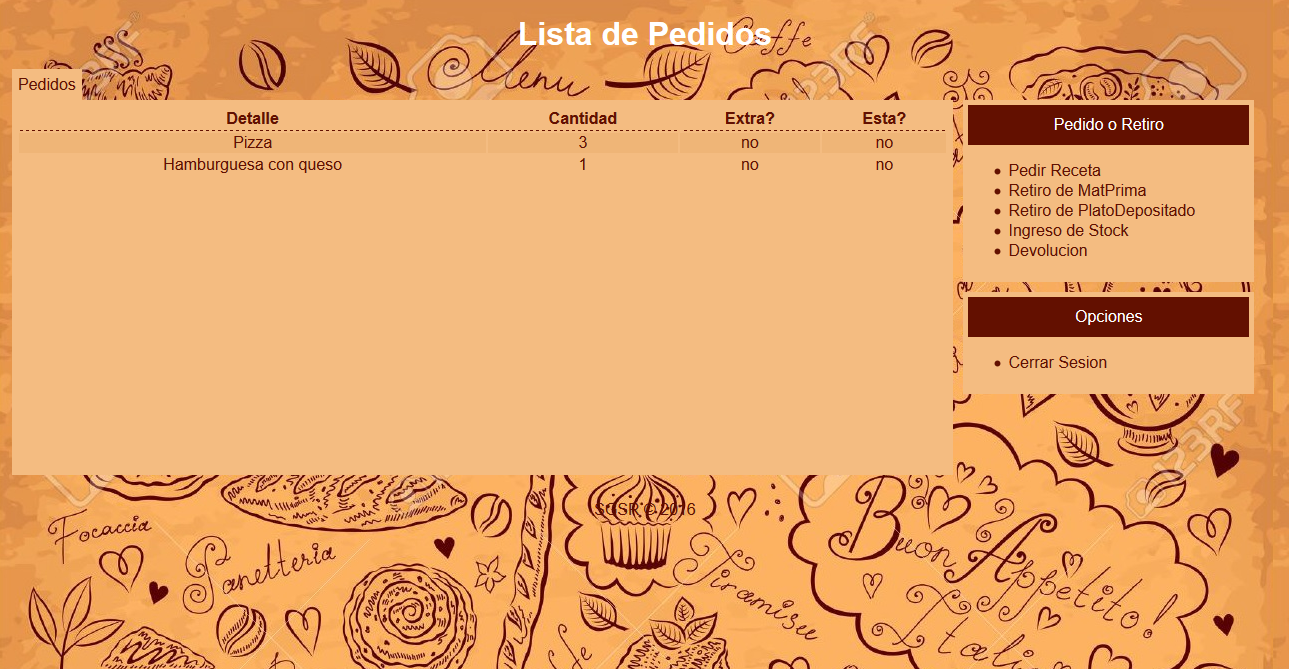 Lista de Pedidos
Caffe
Menu
Pedidos
Detalle Cantidad Extra? Esta?
Pizza 3 no no
Hamburguesa con queso 1 no no
Pedido o Retiro
Pedir Receta
Retiro de MatPrima
Retiro de PlatoDepositado
Ingreso de Stock
Devolucion
Opciones
Cerrar Sesion
SGSR © 2016
Focaccia
Panetteria
Tiramisu
Buon Appetito!
123RF